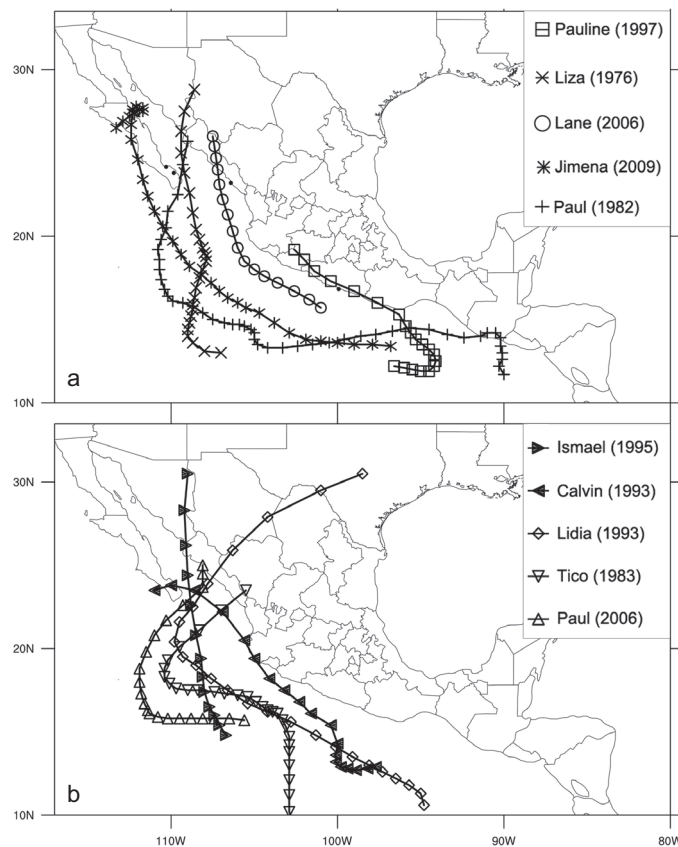 Pauline (1997)
Liza (1976)
Lane (2006)
Jimena (2009)
Paul (1982)
30N
20N
10N
a
Ismael (1995)
Calvin (1993)
Lidia (1993)
Tico (1983)
Paul (2006)
30N
20N
10N
b
110W 100W 90W 80W